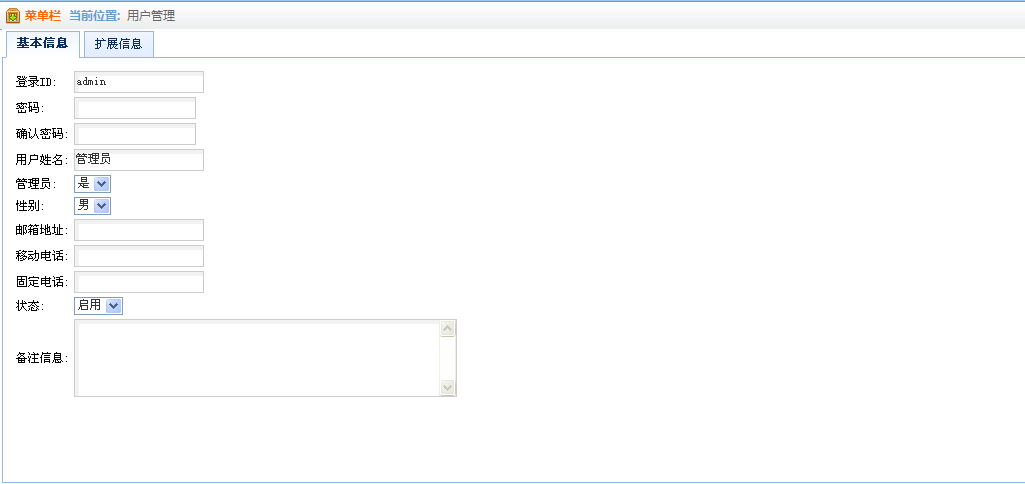 菜单栏 当前位置: 用户管理
基本信息 扩展信息
登录ID: admin
密码:
确认密码:
用户姓名: 管理员
管理员: 是
性别: 男
邮箱地址:
移动电话:
固定电话:
状态: 启用
备注信息: